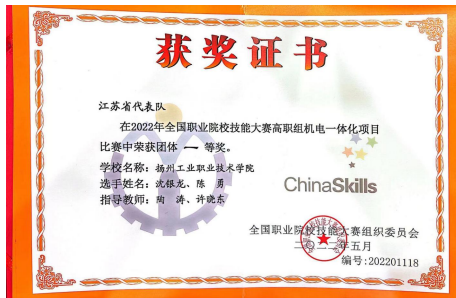 获奖证书
江苏省代表队
在2022年全国职业院校技能大赛高职组机电一体化项目
比赛中荣获团体 一 等奖。
学校名称：扬州工业职业技术学院
选手姓名：沈银龙、陈 勇
指导教师：陶 涛、许晓东
ChinaSkills
全国职业院校技能大赛组织委员会
二〇二二年五月
编号：202201118